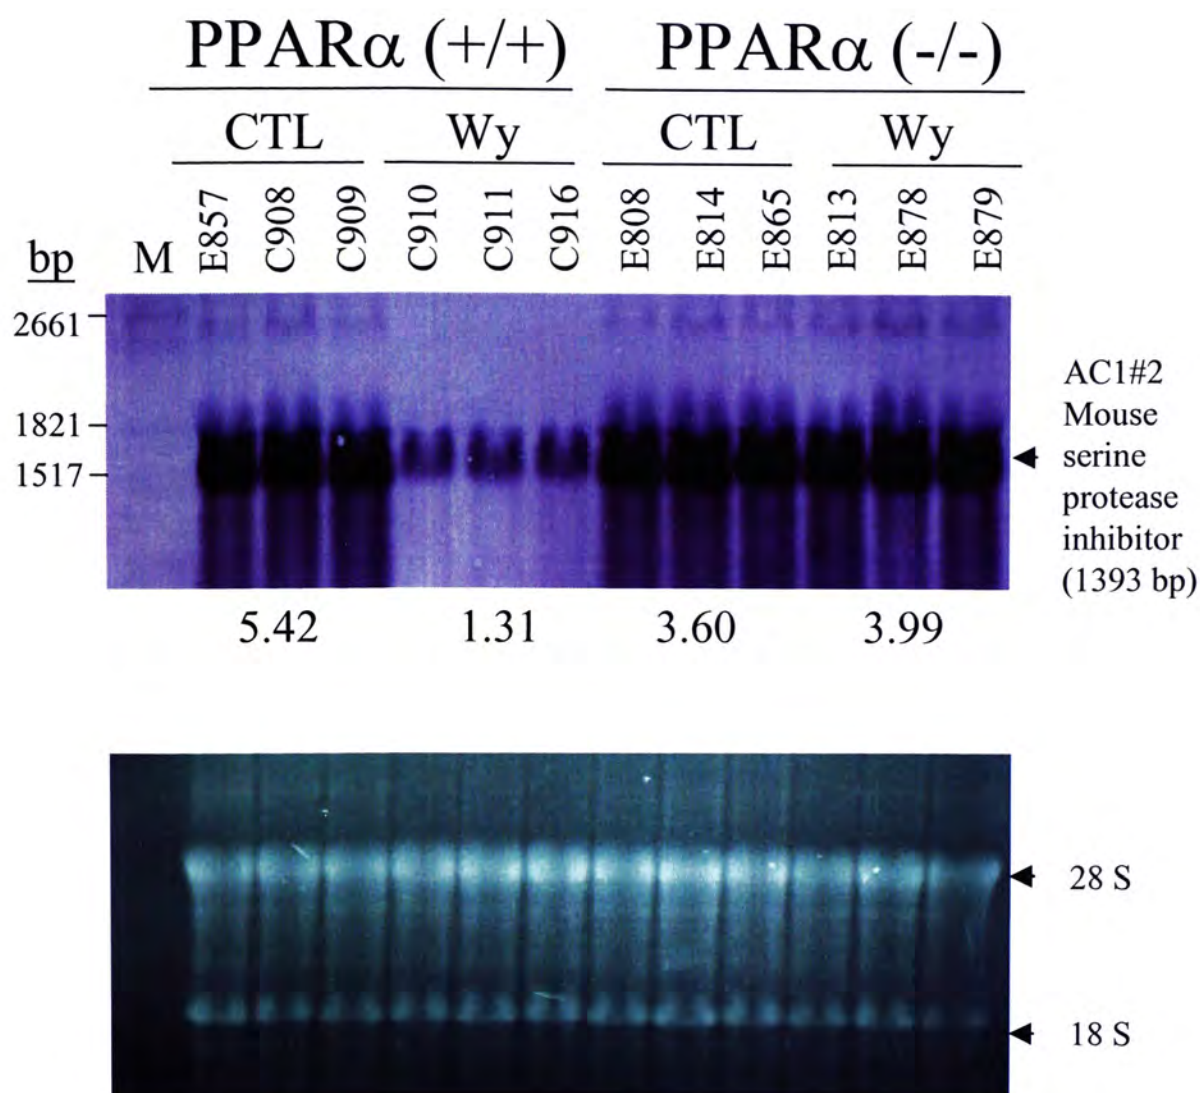 PPARα (+/+) PPARα (-/-)
CTL Wy CTL Wy
bp M E857 C908 C909 C910 C911 C916 E808 E814 E865 E813 E878 E879
2661
1821
1517
AC1#2
Mouse
serine
protease
inhibitor
(1393 bp)
5.42 1.31 3.60 3.99
28 S
18 S